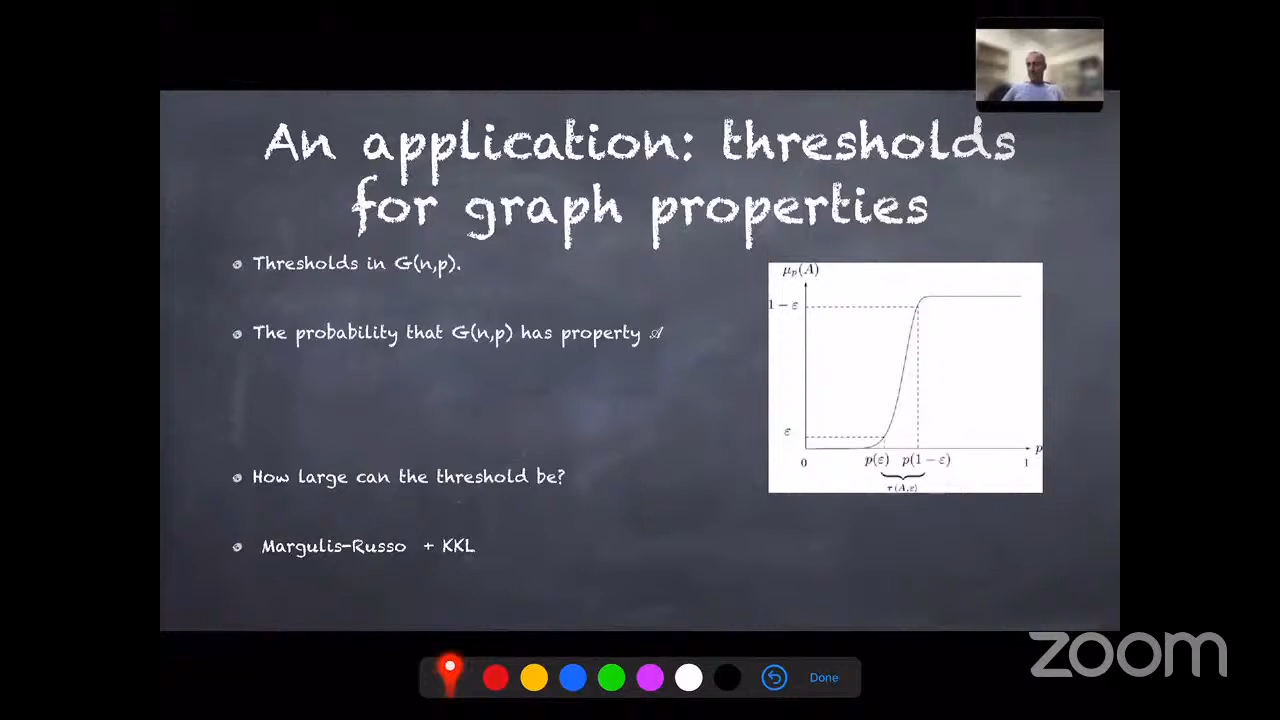 An application: thresholds
for graph properties
Thresholds in G(n,p).
The probability that G(n,p) has property 𝒜
How large can the threshold be?
Margulis-Russo + KKL
μₚ(A)
1 − ε
ε
0
p(ε)
p(1−ε)
1
p
τ(A,ε)
zoom
Done